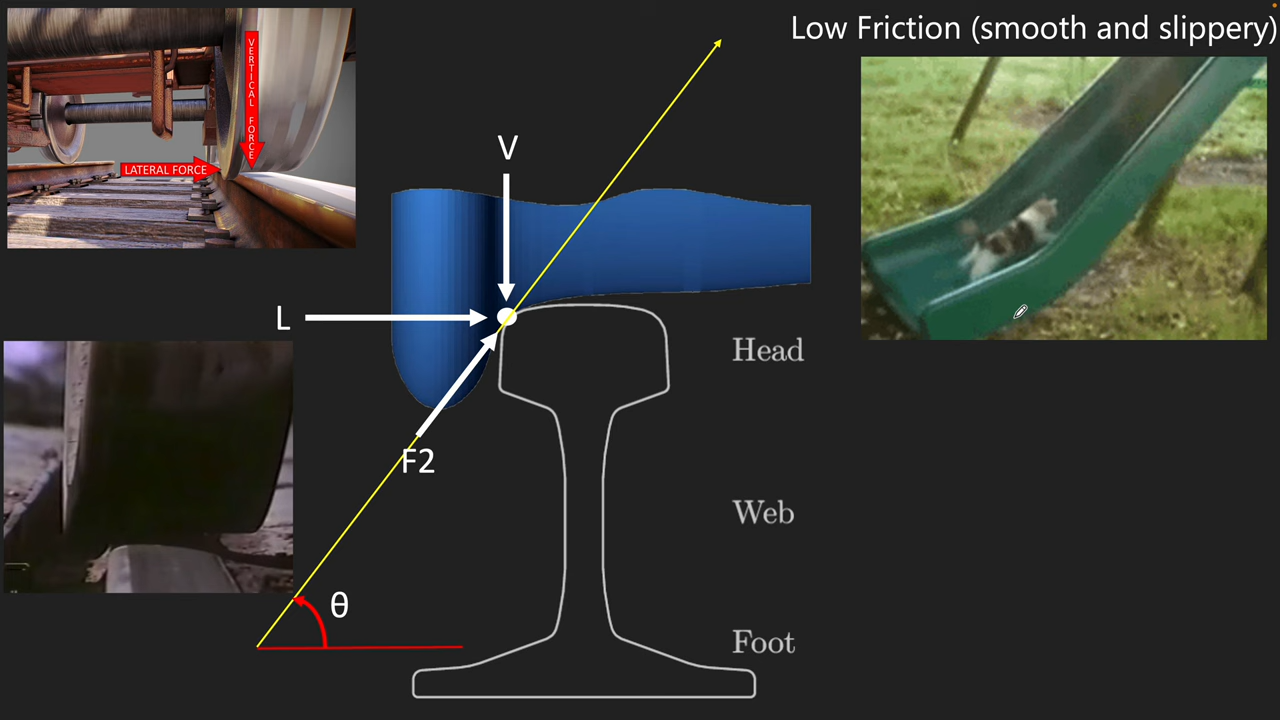 Low Friction (smooth and slippery)
VERTICAL FORCE
LATERAL FORCE
V
L
F2
θ
Head
Web
Foot